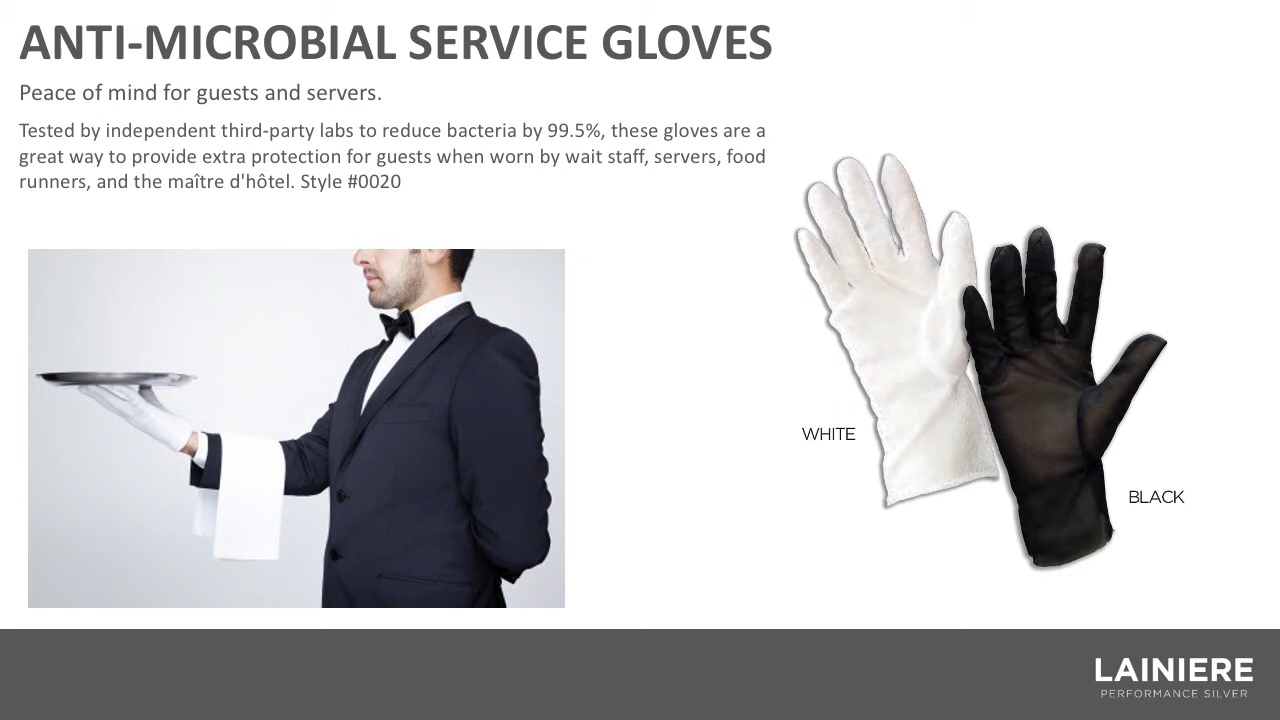 ANTI-MICROBIAL SERVICE GLOVES
Peace of mind for guests and servers.
Tested by independent third-party labs to reduce bacteria by 99.5%, these gloves are a
great way to provide extra protection for guests when worn by wait staff, servers, food
runners, and the maître d'hôtel. Style #0020
WHITE
BLACK
LAINIERE
PERFORMANCE SILVER